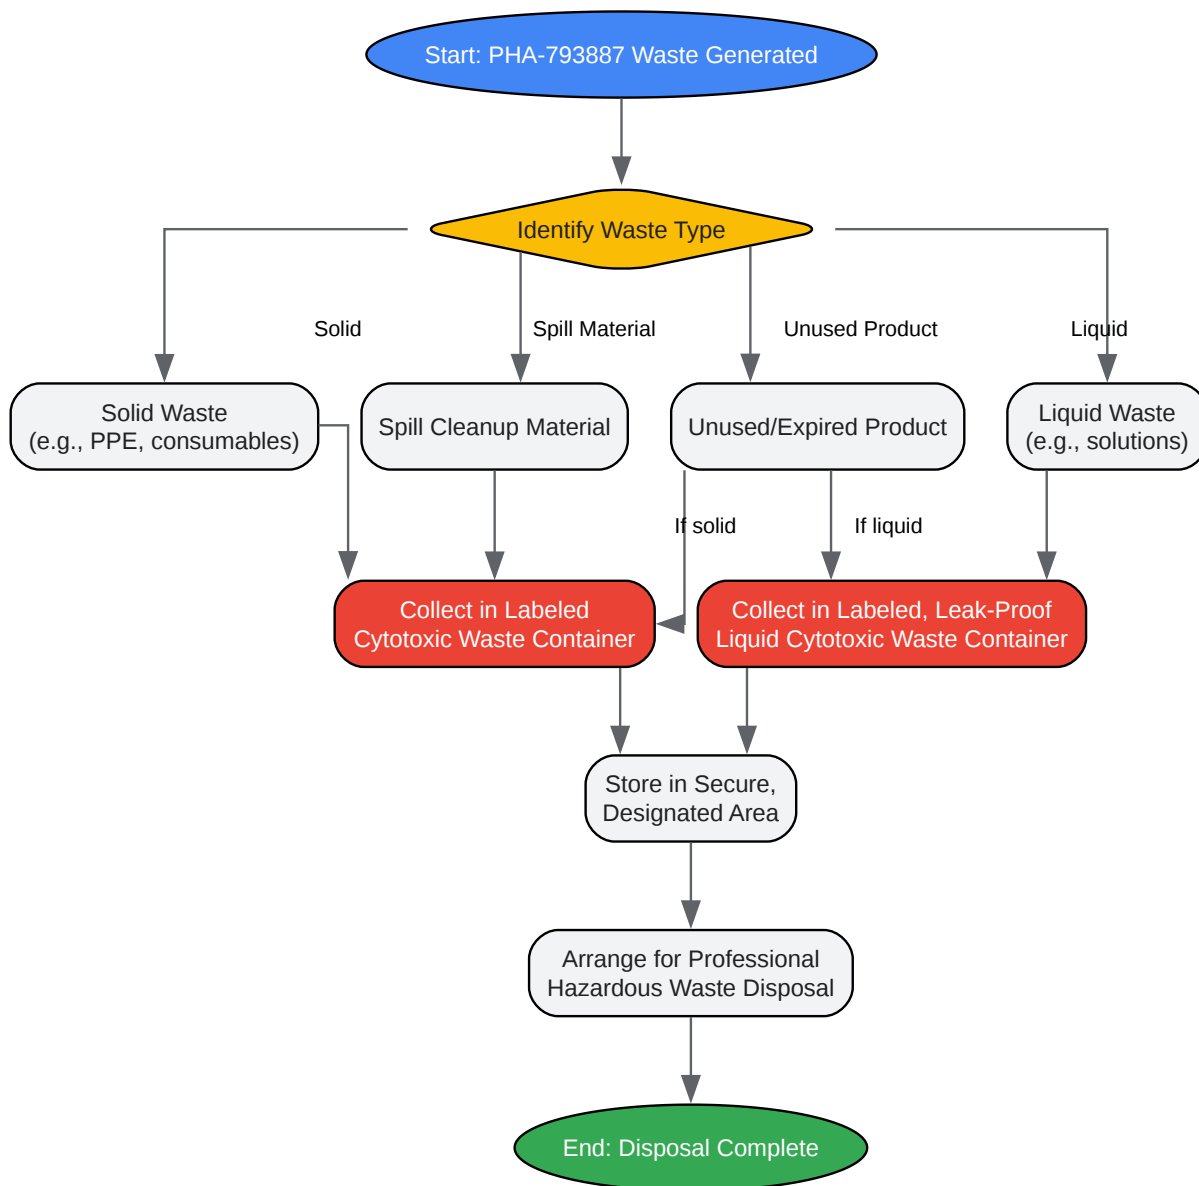 Start: PHA-793887 Waste Generated
Identify Waste Type
Solid
Spill Material
Unused Product
Liquid
Solid Waste
(e.g., PPE, consumables)
Spill Cleanup Material
Unused/Expired Product
Liquid Waste
(e.g., solutions)
If solid
If liquid
Collect in Labeled
Cytotoxic Waste Container
Collect in Labeled, Leak-Proof
Liquid Cytotoxic Waste Container
Store in Secure,
Designated Area
Arrange for Professional
Hazardous Waste Disposal
End: Disposal Complete